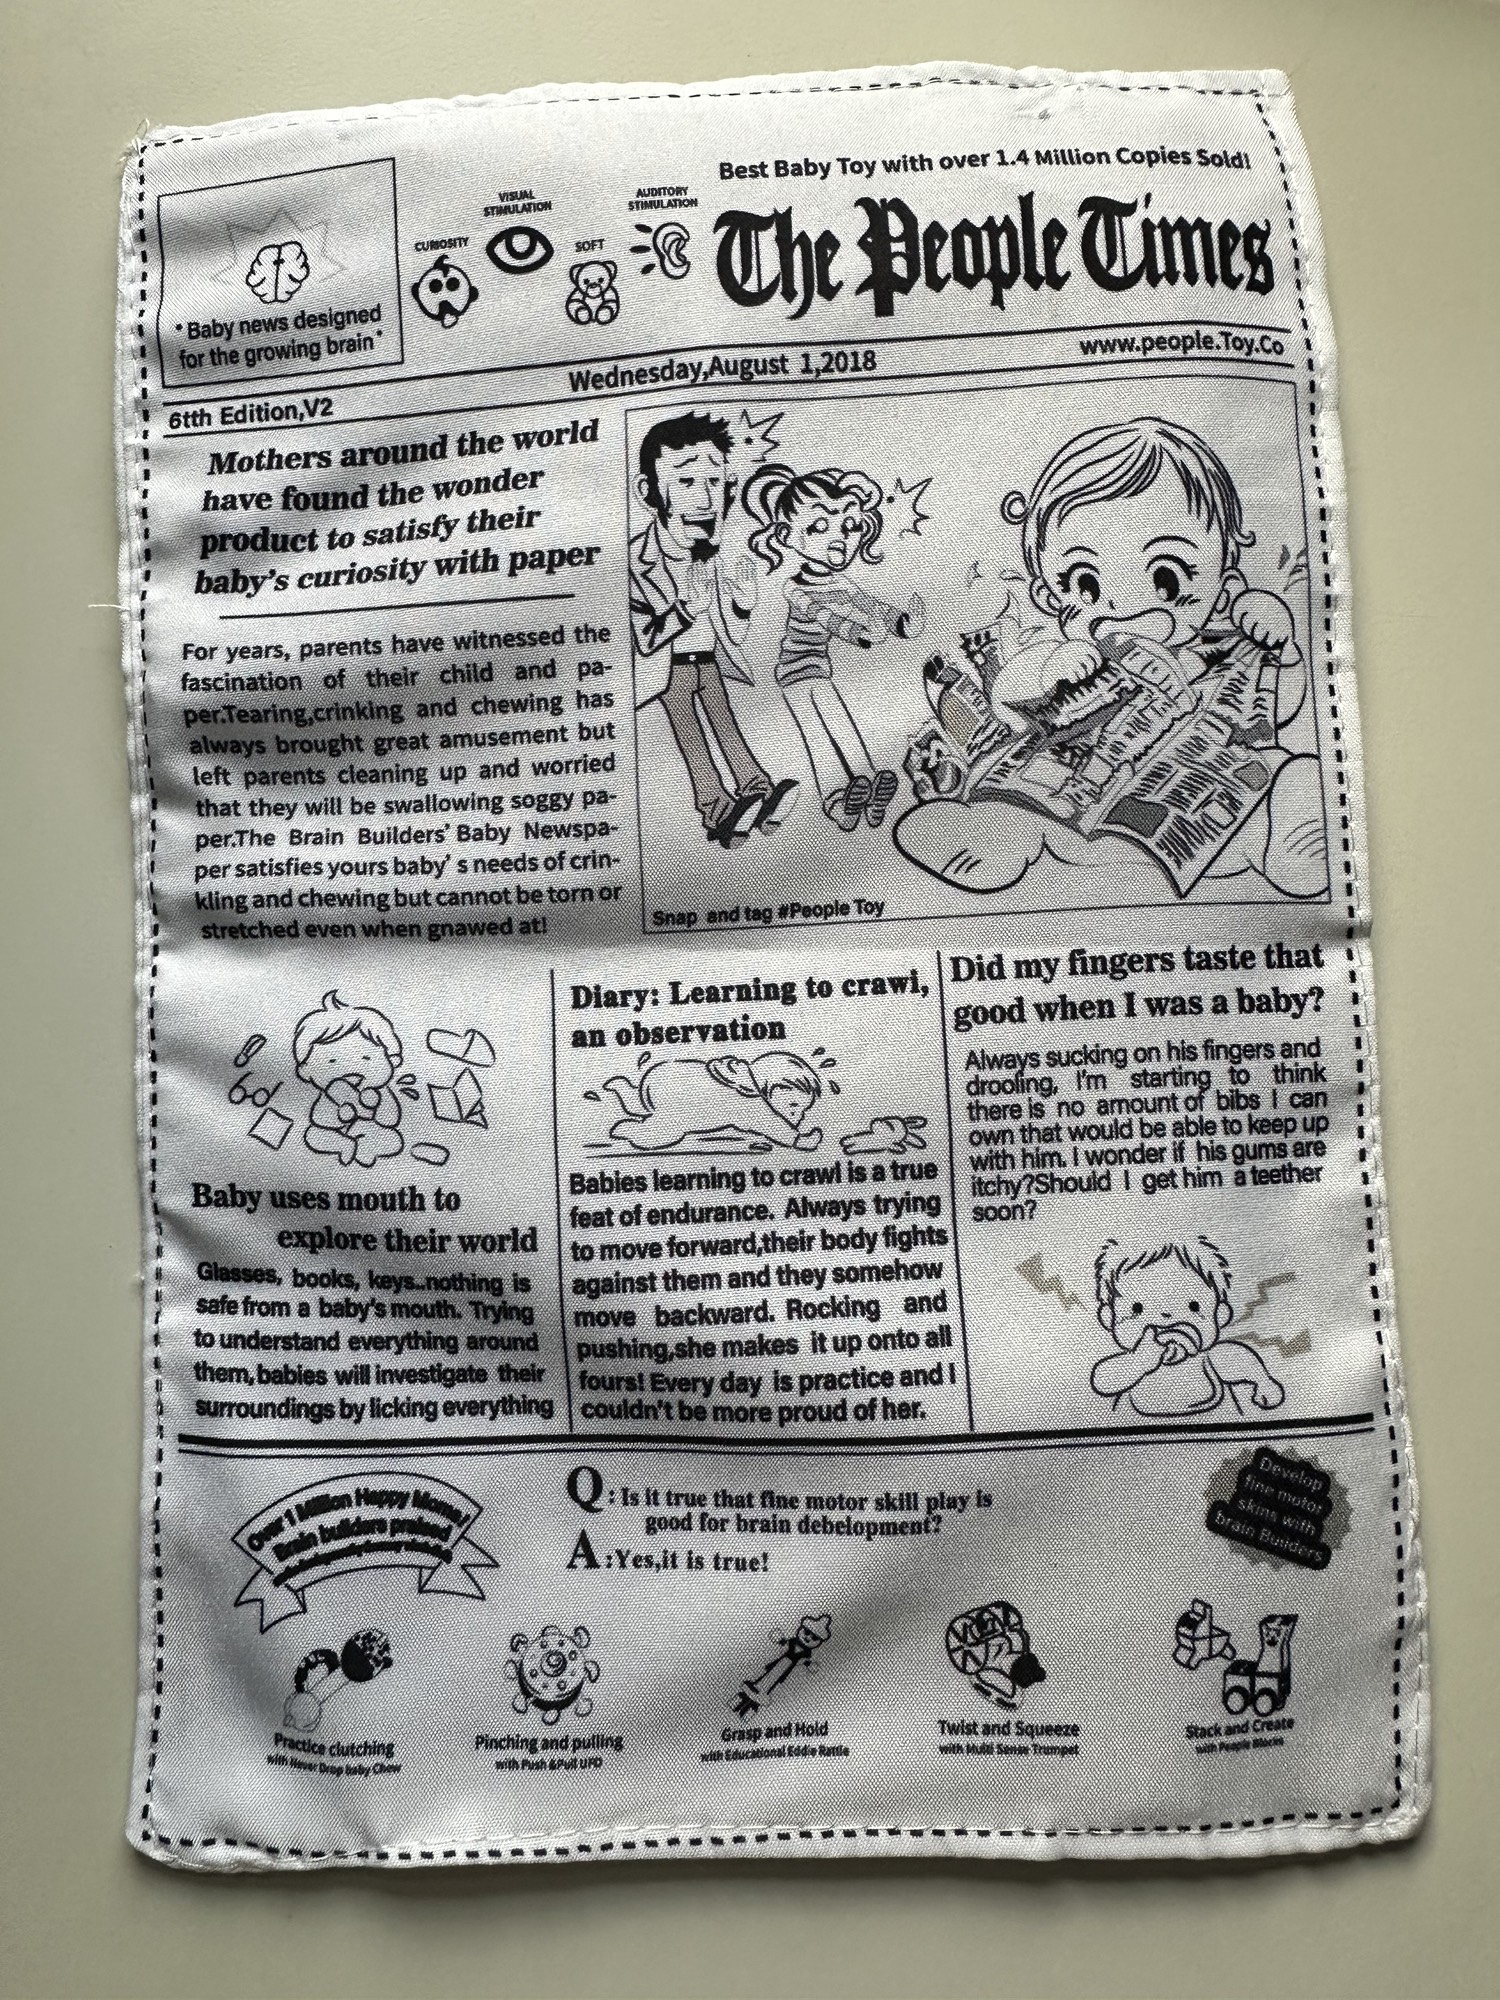 Best Baby Toy with over 1.4 Million Copies Sold!
The People Times
CURIOSITY
VISUAL
STIMULATION
SOFT
AUDITORY
STIMULATION
"Baby news designed
for the growing brain"
6tth Edition,V2
Wednesday,August 1,2018
www.people.Toy.Co
Mothers around the world
have found the wonder
product to satisfy their
baby's curiosity with paper
For years, parents have witnessed the
fascination of their child and pa-
per.Tearing,crinking and chewing has
always brought great amusement but
left parents cleaning up and worried
that they will be swallowing soggy pa-
per.The Brain Builders' Baby Newspa-
per satisfies yours baby' s needs of crin-
kling and chewing but cannot be torn or
stretched even when gnawed at!
Snap and tag #People Toy
Baby uses mouth to
explore their world
Glasses, books, keys...nothing is
safe from a baby's mouth. Trying
to understand everything around
them,babies will investigate their
surroundings by licking everything
Diary: Learning to crawl,
an observation
Babies learning to crawl is a true
feat of endurance. Always trying
to move forward,their body fights
against them and they somehow
move backward. Rocking and
pushing,she makes it up onto all
fours! Every day is practice and I
couldn't be more proud of her.
Did my fingers taste that
good when I was a baby?
Always sucking on his fingers and
drooling, I'm starting to think
there is no amount of bibs I can
own that would be able to keep up
with him. I wonder if his gums are
itchy?Should I get him a teether
soon?
Over 1 Million Happy Moms!
Brain builders praised
Q:Is it true that fine motor skill play is
good for brain debelopment?
A:Yes,it is true!
Develop
fine motor
skins with
brain Builders
Practice clutching
with Never Drop baby Chew
Pinching and pulling
with Push &Pull UFO
Grasp and Hold
with Educational Eddie Rattle
Twist and Squeeze
with Multi Sense Trumpet
Stack and Create
with People Blocks